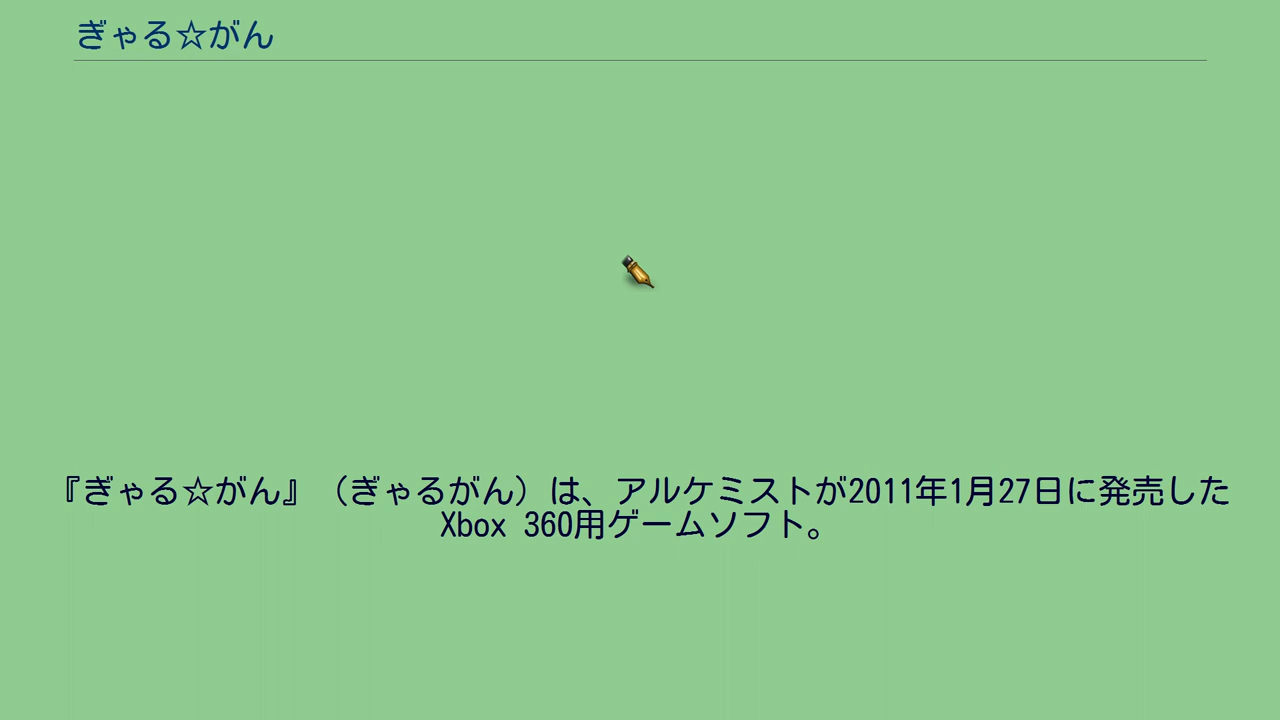 ぎゃる☆がん
『ぎゃる☆がん』（ぎゃるがん）は、アルケミストが2011年1月27日に発売した
Xbox 360用ゲームソフト。